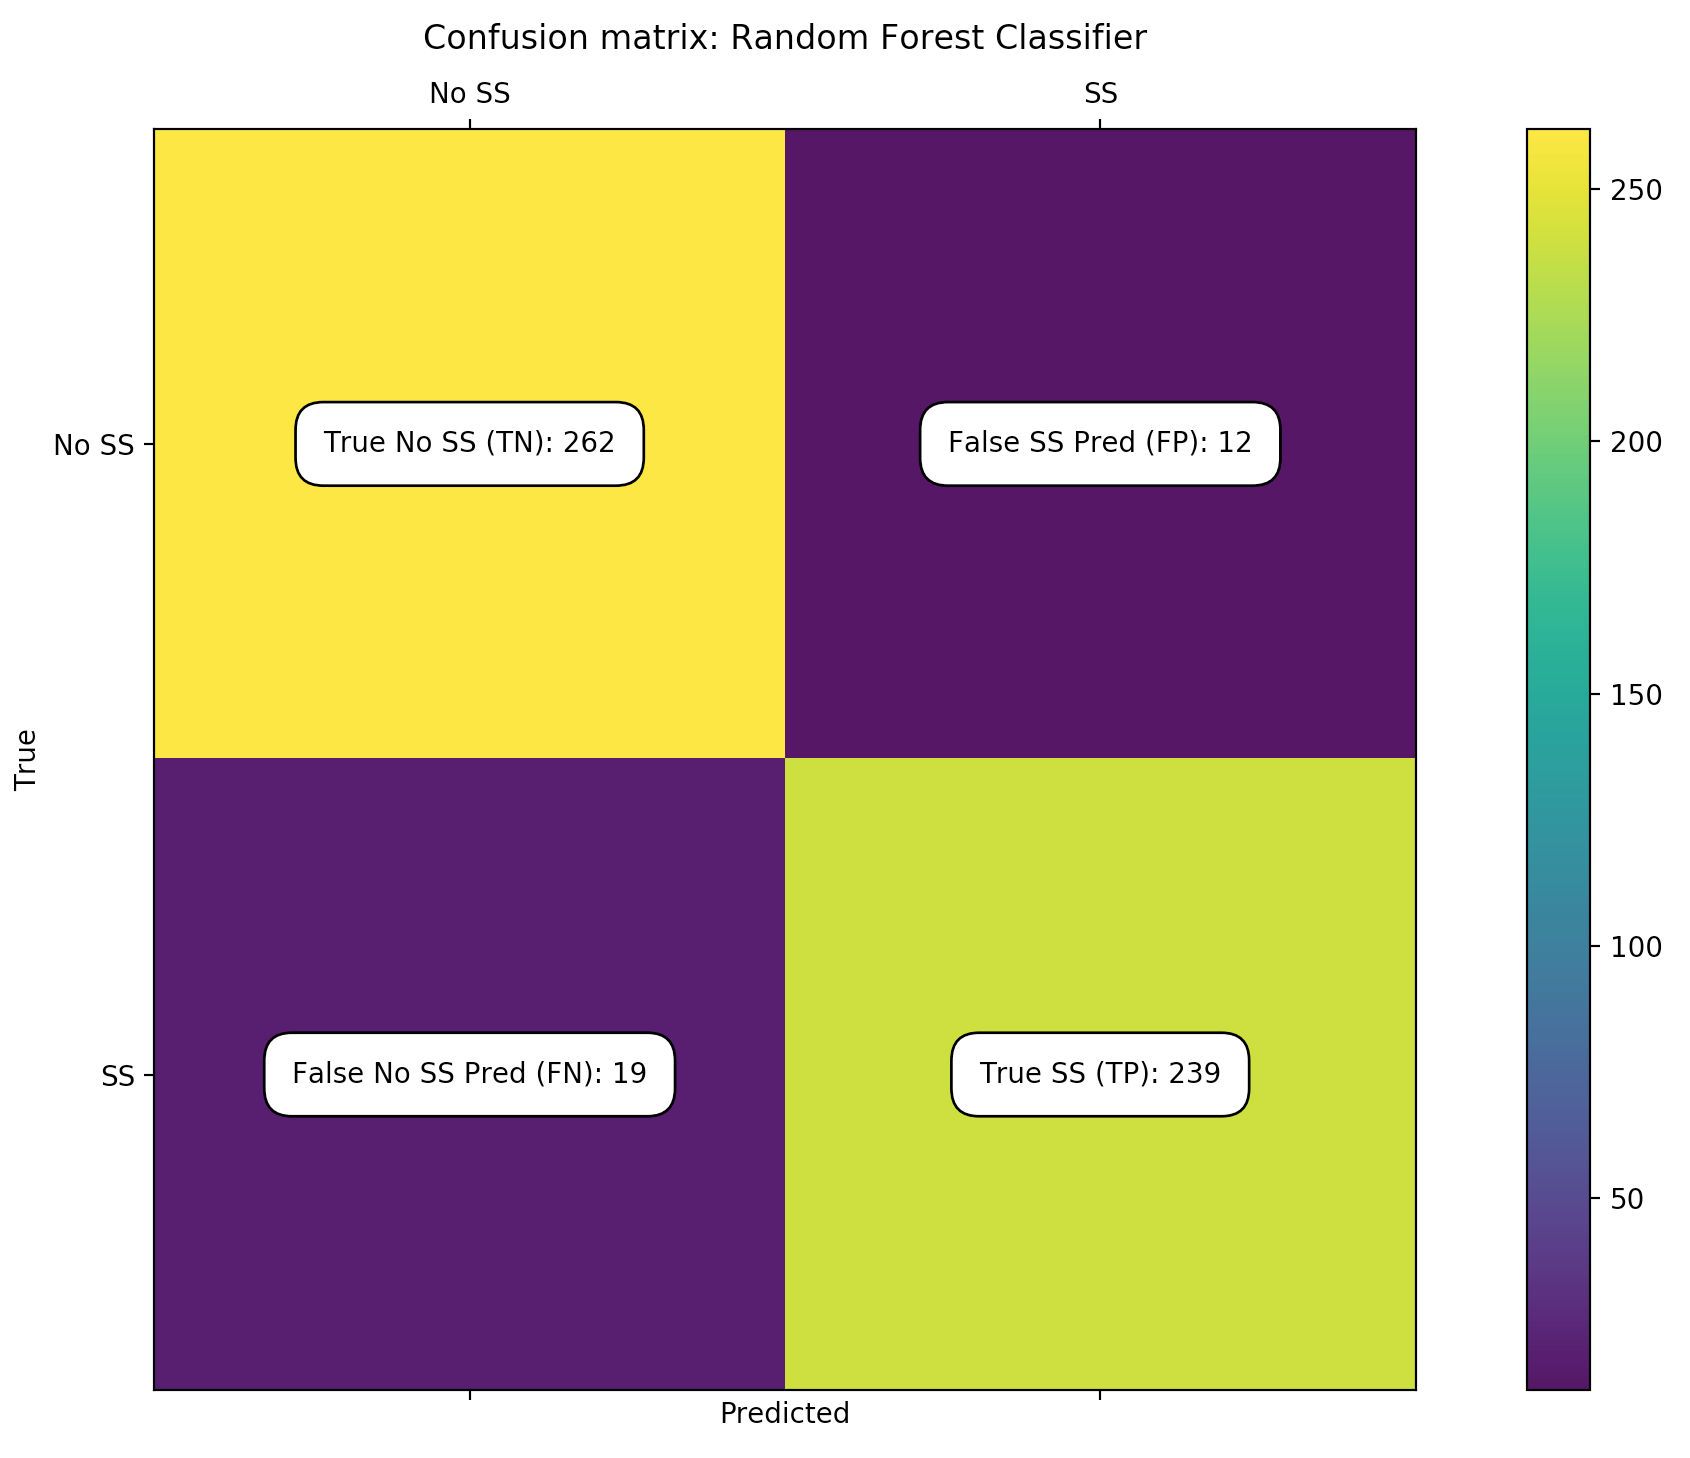 Confusion matrix: Random Forest Classifier
No SS
SS
250
200
150
100
50
No SS
True No SS (TN): 262
False SS Pred (FP): 12
True
SS
False No SS Pred (FN): 19
True SS (TP): 239
Predicted